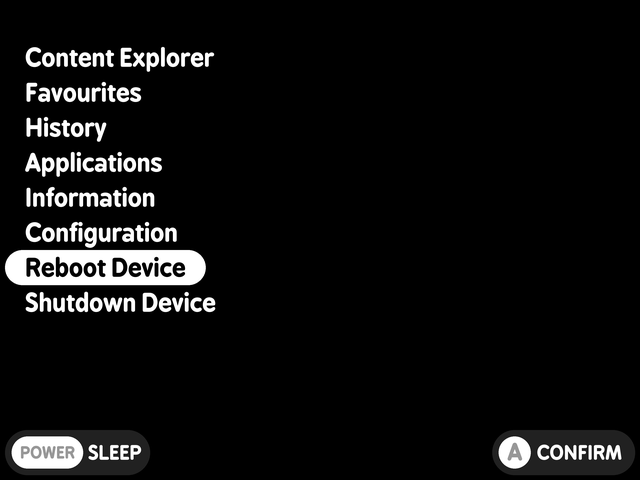 Content Explorer
Favourites
History
Applications
Information
Configuration
Reboot Device
Shutdown Device
POWER SLEEP
A CONFIRM